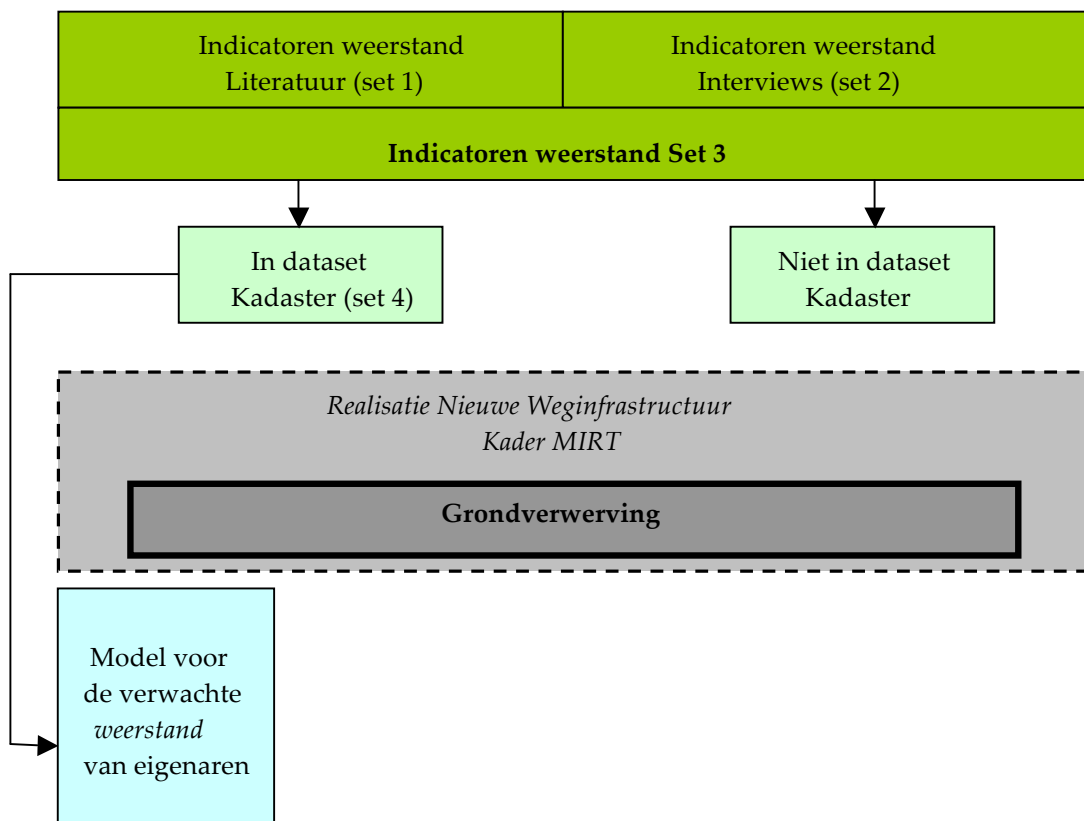 Indicatoren weerstand
Literatuur (set 1)
Indicatoren weerstand
Interviews (set 2)
Indicatoren weerstand Set 3
In dataset
Kadaster (set 4)
Niet in dataset
Kadaster
Realisatie Nieuwe Weginfrastructuur
Kader MIRT
Grondverwerving
Model voor
de verwachte
weerstand
van eigenaren